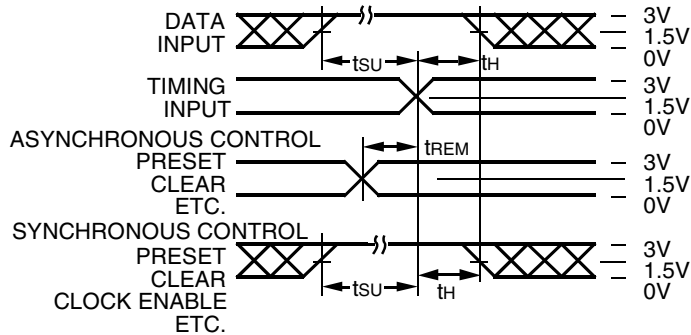 DATA
INPUT
tSU
tH
3V
1.5V
0V
TIMING
INPUT
3V
1.5V
0V
ASYNCHRONOUS CONTROL
PRESET
CLEAR
ETC.
tREM
3V
1.5V
0V
SYNCHRONOUS CONTROL
PRESET
CLEAR
CLOCK ENABLE
ETC.
tSU
tH
3V
1.5V
0V